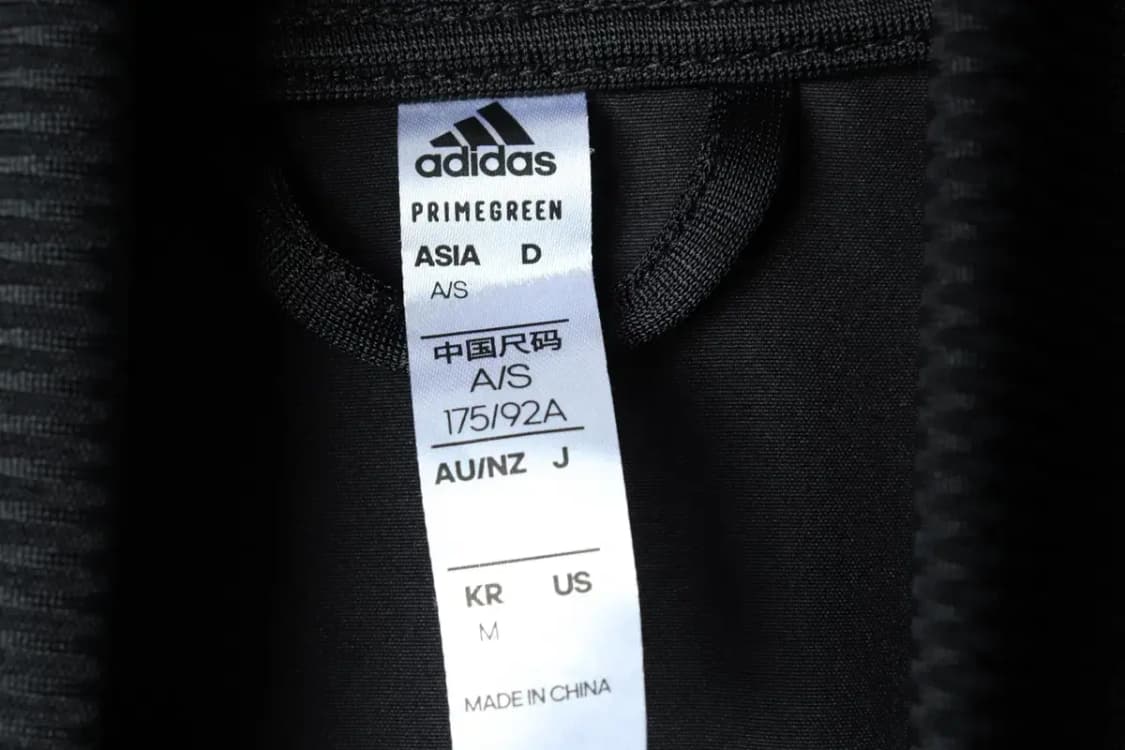 adidas
PRIMEGREEN
ASIA D
A/S
中国尺码
A/S
175/92A
AU/NZ J
KR US
M
MADE IN CHINA